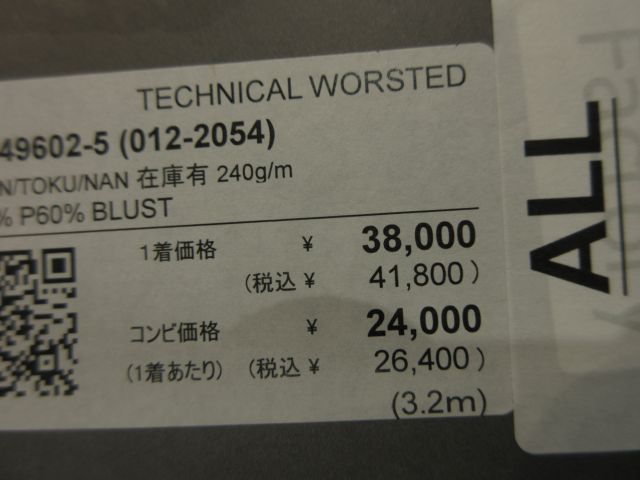 TECHNICAL WORSTED
49602-5 (012-2054)
N/TOKU/NAN 在庫有 240g/m
% P60% BLUST
1着価格 ¥ 38,000
(税込 ¥ 41,800 )
コンビ価格 ¥ 24,000
(1着あたり) (税込 ¥ 26,400 )
(3.2m)
ALL